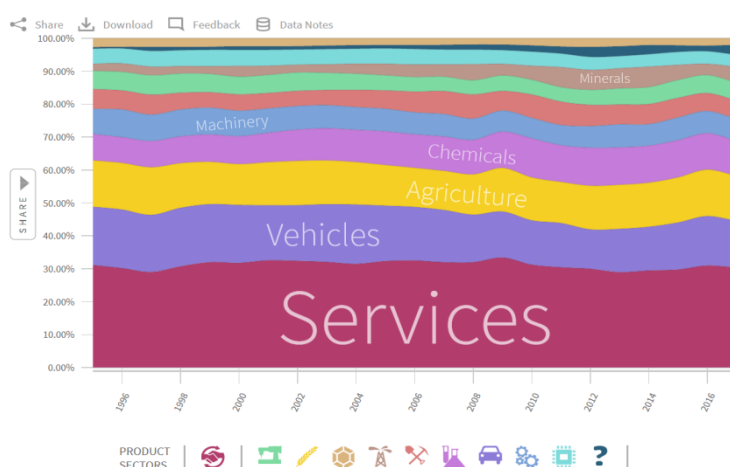 Share Download Feedback Data Notes
100.00%
90.00%
80.00%
70.00%
60.00%
50.00%
40.00%
30.00%
20.00%
10.00%
0.00%
Minerals
Machinery
Chemicals
Agriculture
Vehicles
Services
SHARE
1996 1998 2000 2002 2004 2006 2008 2010 2012 2014 2016
PRODUCT
SECTORS
?